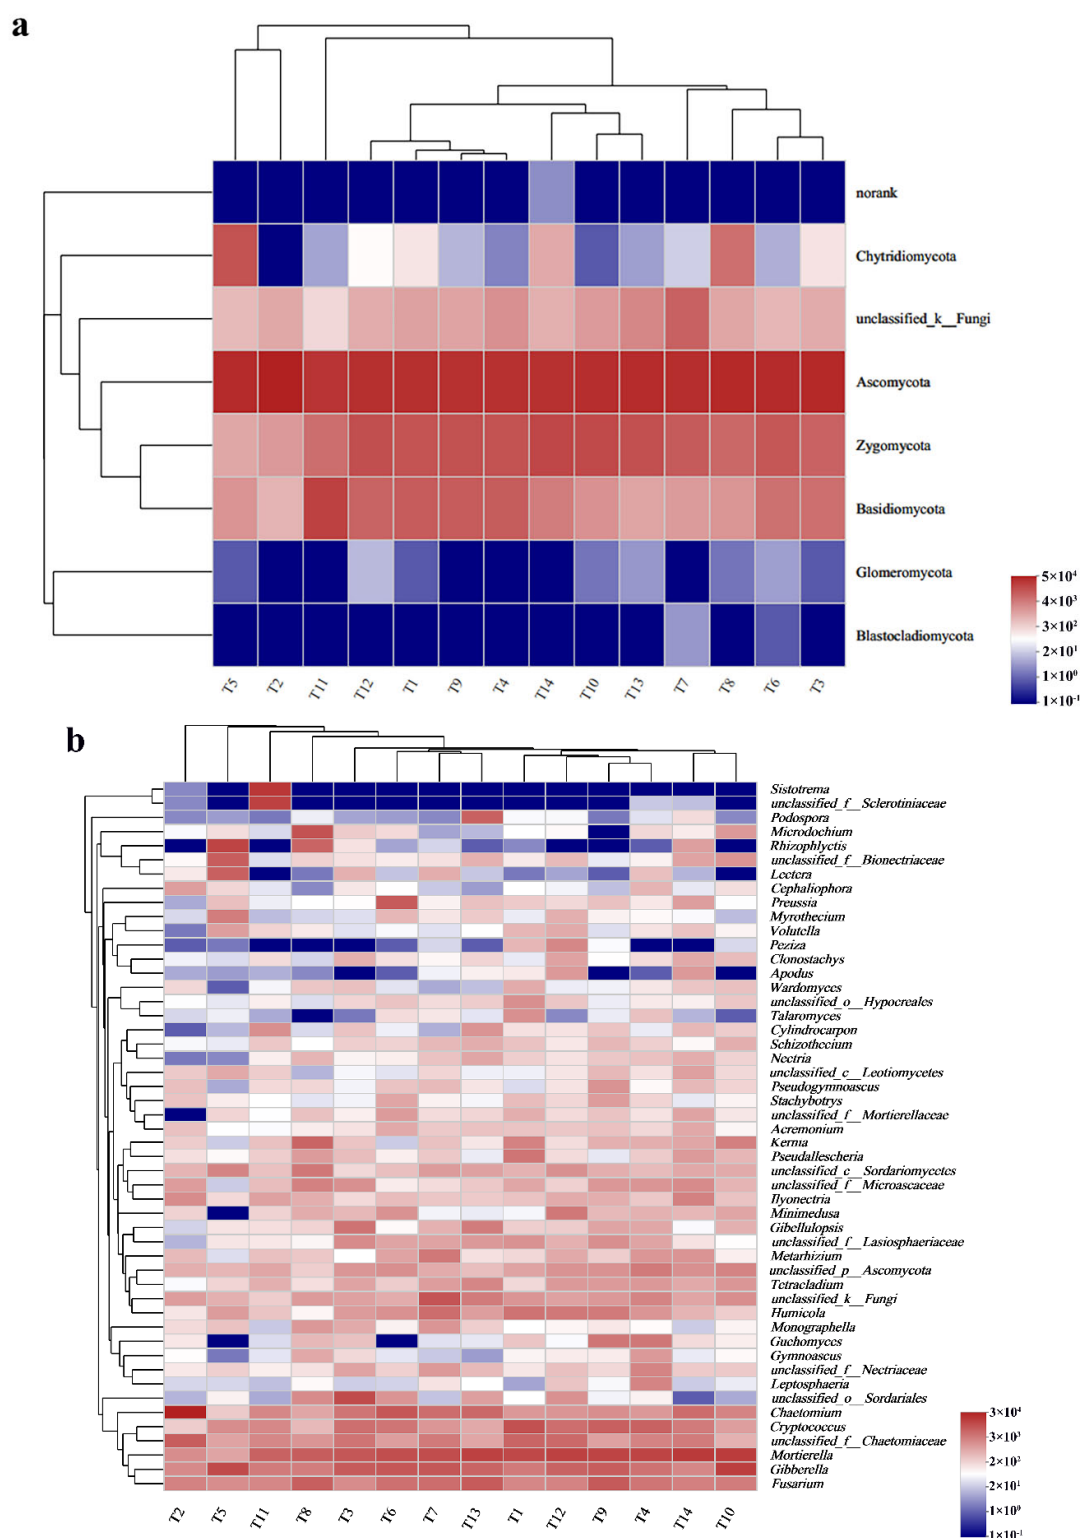 a
norank
Chytridiomycota
unclassified_k__Fungi
Ascomycota
Zygomycota
Basidiomycota
Glomeromycota
Blastocladiomycota
5×10⁴
4×10³
3×10²
2×10¹
1×10⁰
1×10⁻¹
T5 T2 T11 T12 T1 T9 T4 T14 T10 T13 T7 T8 T6 T3
b
Sistotrema
unclassified_f__Sclerotiniaceae
Podospora
Microdochium
Rhizophlyctis
unclassified_f__Bionectriaceae
Lectera
Cephaliophora
Preussia
Myrothecium
Volutella
Peziza
Clonostachys
Apodus
Wardomyces
unclassified_o__Hypocreales
Talaromyces
Cylindrocarpon
Schizothecium
Nectria
unclassified_c__Leotiomycetes
Pseudogymnoascus
Stachybotrys
unclassified_f__Mortierellaceae
Acremonium
Kernia
Pseudallescheria
unclassified_c__Sordariomycetes
unclassified_f__Microascaceae
Ilyonectria
Minimedusa
Gibellulopsis
unclassified_f__Lasiosphaeriaceae
Metarhizium
unclassified_p__Ascomycota
Tetracladium
unclassified_k__Fungi
Humicola
Monographella
Guehomyces
Gymnoascus
unclassified_f__Nectriaceae
Leptosphaeria
unclassified_o__Sordariales
Chaetomium
Cryptococcus
unclassified_f__Chaetomiaceae
Mortierella
Gibberella
Fusarium
3×10⁴
3×10³
2×10²
2×10¹
1×10⁰
1×10⁻¹
T2 T5 T11 T8 T3 T6 T7 T13 T1 T12 T9 T4 T14 T10